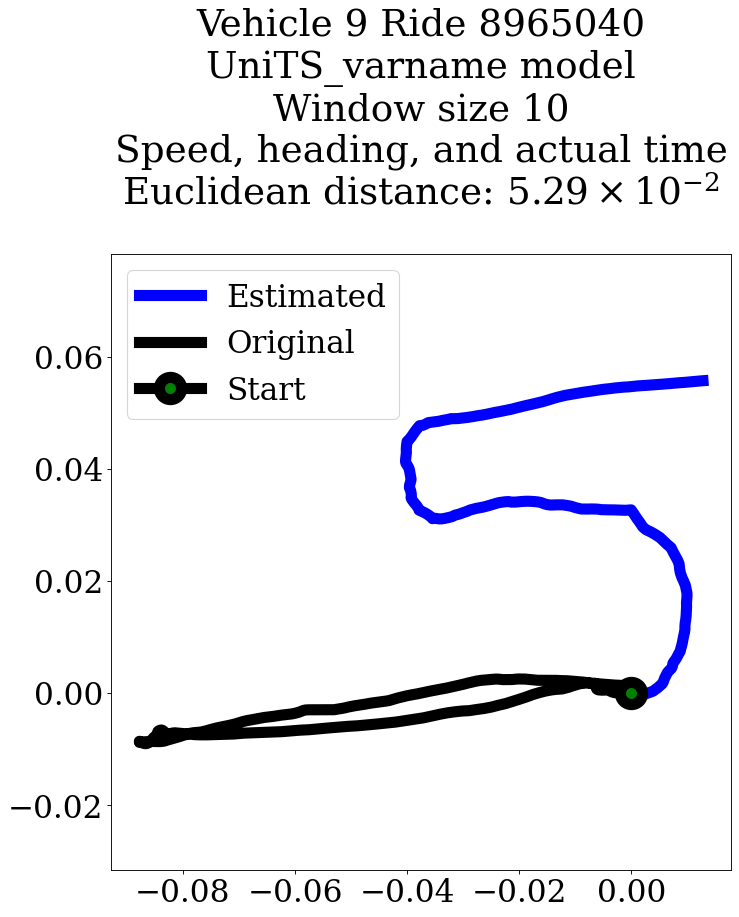 Vehicle 9 Ride 8965040
UniTS_varname model
Window size 10
Speed, heading, and actual time
Euclidean distance: 5.29 × 10⁻²
Estimated
Original
Start
0.06
0.04
0.02
0.00
−0.02
−0.08 −0.06 −0.04 −0.02 0.00